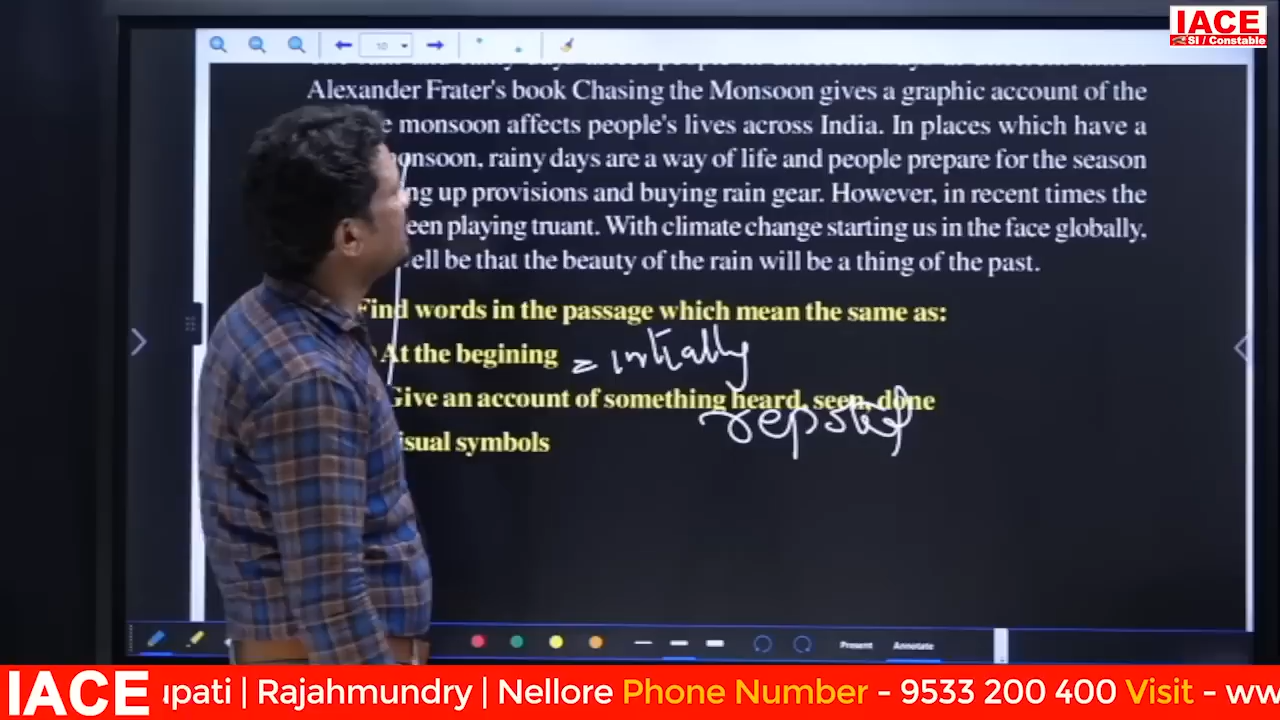 IACE
SI / Constable
10
Alexander Frater's book Chasing the Monsoon gives a graphic account of the
monsoon affects people's lives across India. In places which have a
onsoon, rainy days are a way of life and people prepare for the season
ng up provisions and buying rain gear. However, in recent times the
een playing truant. With climate change starting us in the face globally,
ell be that the beauty of the rain will be a thing of the past.
Find words in the passage which mean the same as:
At the begining = initially
Give an account of something heard, seen, done
isual symbols
Present Annotate
IACE upati | Rajahmundry | Nellore Phone Number - 9533 200 400 Visit - ww